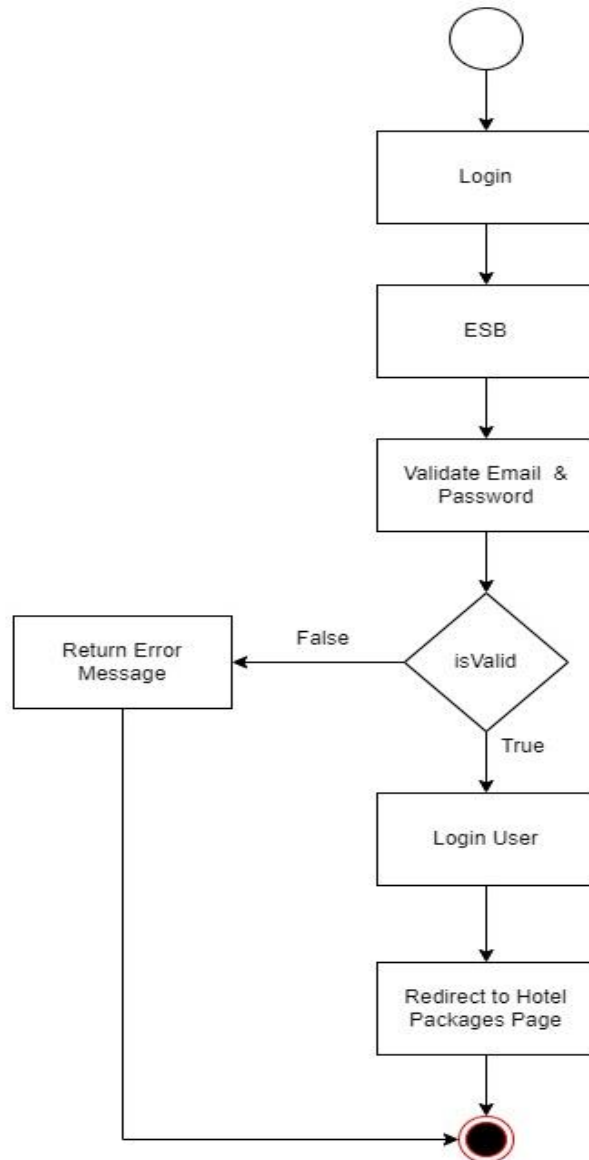 Login
ESB
Validate Email  &
Password
isValid
False
Return Error
Message
True
Login User
Redirect to Hotel
Packages Page